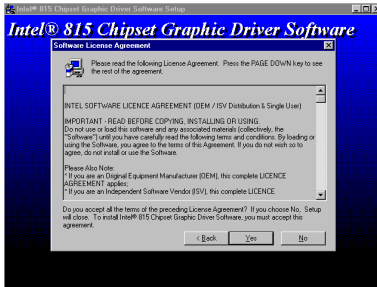 Intel® 815 Chipset Graphic Driver Software Setup
Intel® 815 Chipset Graphic Driver Software
Software License Agreement
Please read the following License Agreement. Press the PAGE DOWN key to see
the rest of the agreement.
INTEL SOFTWARE LICENCE AGREEMENT (OEM / ISV Distribution & Single User)
IMPORTANT - READ BEFORE COPYING, INSTALLING OR USING.
Do not use or load this software and any associated materials (collectively, the
"Software") until you have carefully read the following terms and conditions. By loading or
using the Software, you agree to the terms of this Agreement. If you do not wish to so
agree, do not install or use the Software.
Please Also Note:
* If you are an Original Equipment Manufacturer (OEM), this complete LICENCE
AGREEMENT applies;
* If you are an Independent Software Vendor (ISV), this complete LICENCE
Do you accept all the terms of the preceding License Agreement? If you choose No, Setup
will close. To install Intel® 815 Chipset Graphic Driver Software, you must accept this
agreement.
< Back
Yes
No